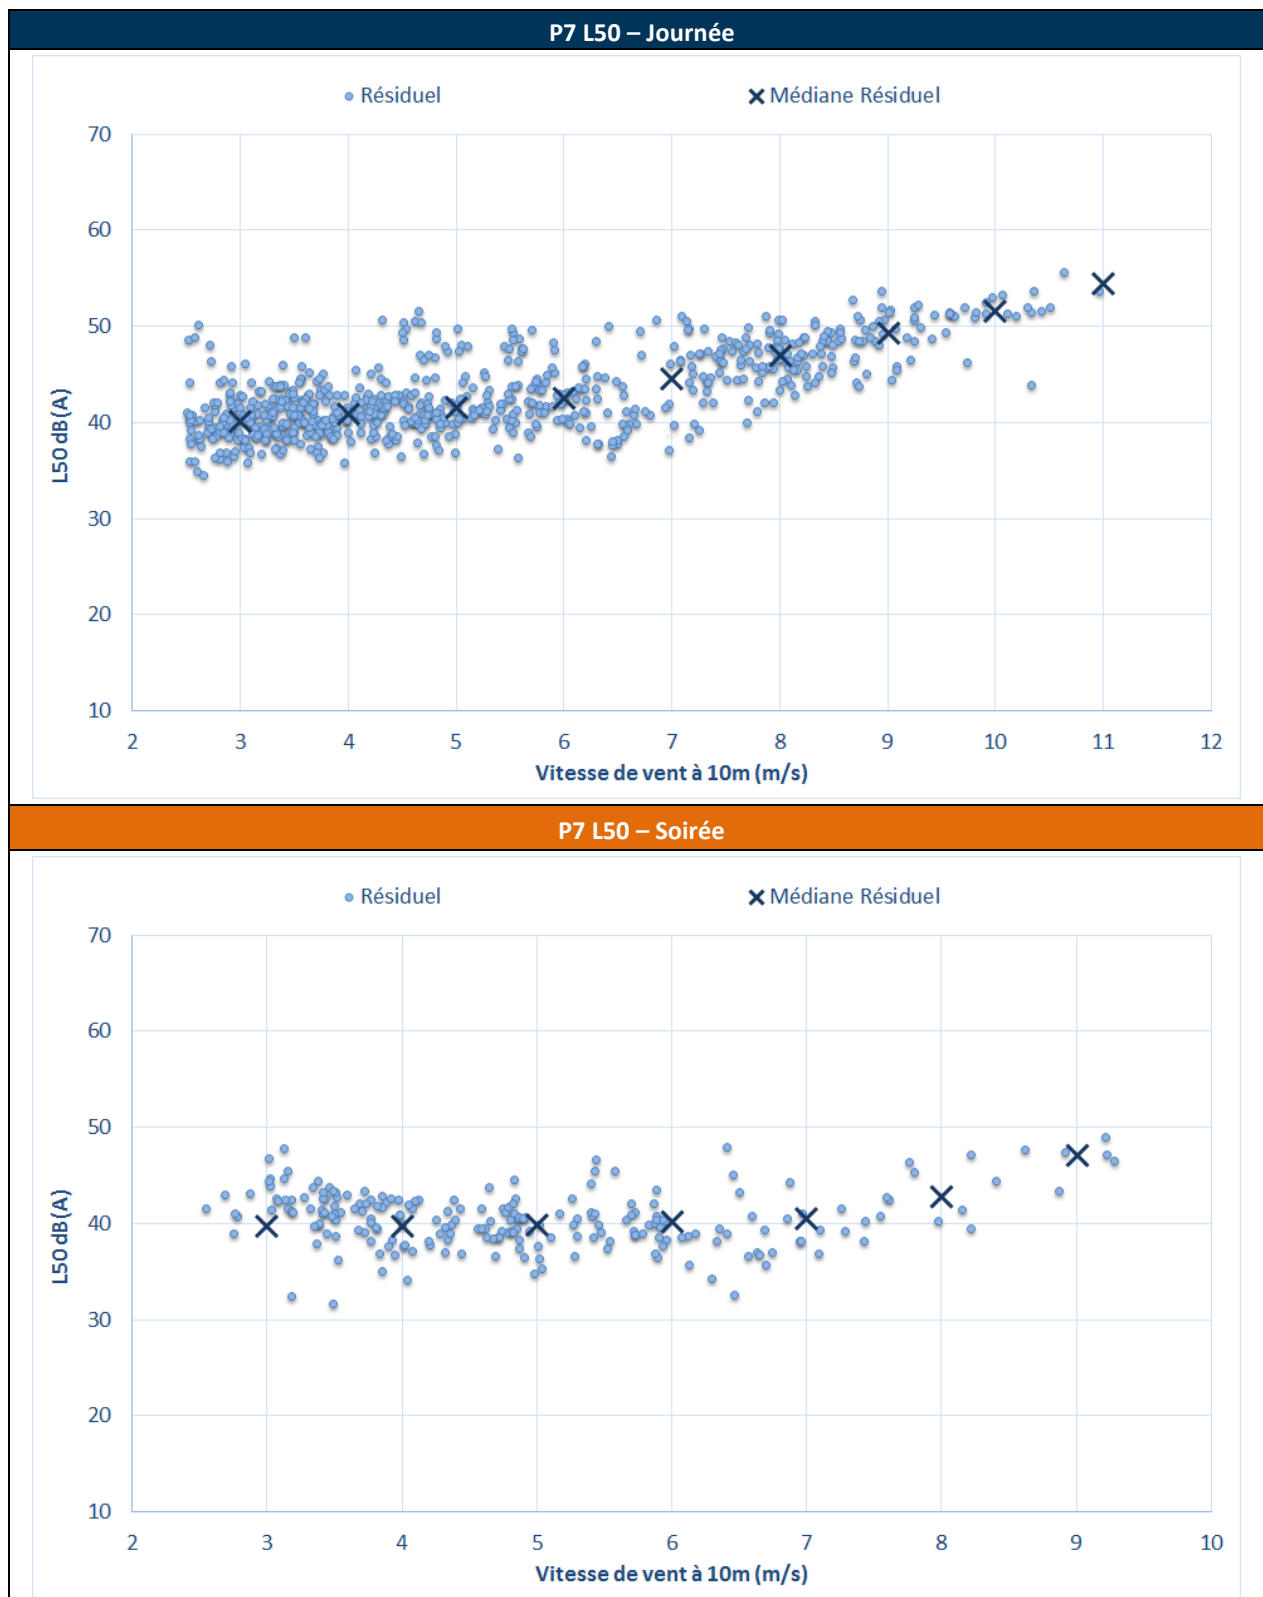 P7 L50 – Journée
Résiduel
Médiane Résiduel
70
60
50
40
30
20
10
L50 dB(A)
2 3 4 5 6 7 8 9 10 11 12
Vitesse de vent à 10m (m/s)
P7 L50 – Soirée
Résiduel
Médiane Résiduel
70
60
50
40
30
20
10
L50 dB(A)
2 3 4 5 6 7 8 9 10
Vitesse de vent à 10m (m/s)